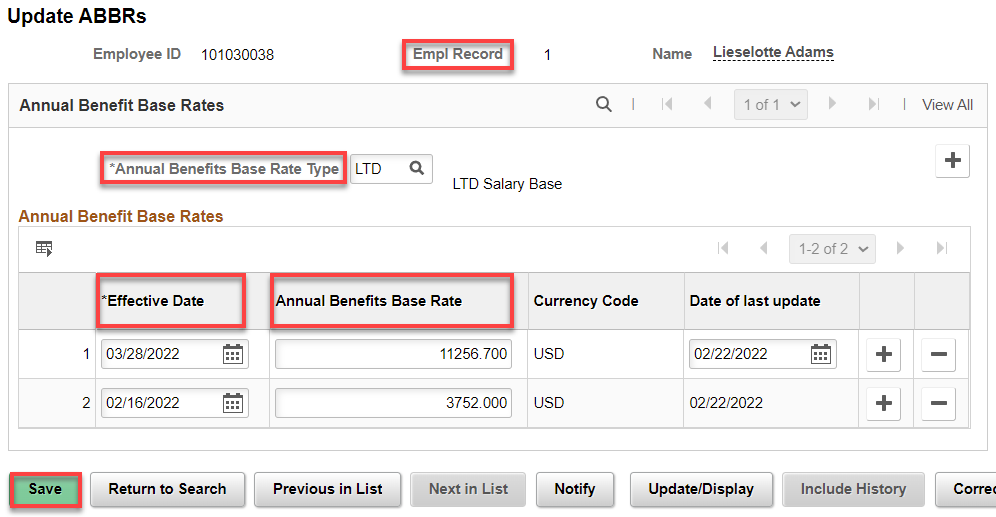 Update ABBRs
Employee ID 101030038 Empl Record 1 Name Lieselotte Adams
Annual Benefit Base Rates | 1 of 1 | View All
*Annual Benefits Base Rate Type LTD LTD Salary Base
Annual Benefit Base Rates
1-2 of 2
*Effective Date Annual Benefits Base Rate Currency Code Date of last update
1 03/28/2022 11256.700 USD 02/22/2022
2 02/16/2022 3752.000 USD 02/22/2022
Save Return to Search Previous in List Next in List Notify Update/Display Include History